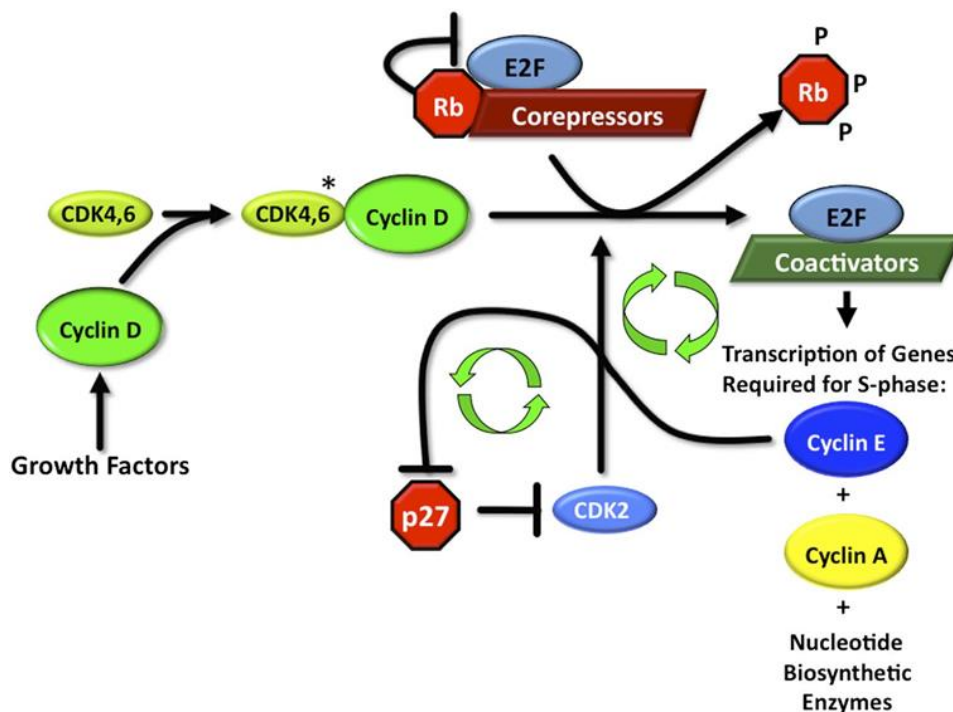 P
E2F
Rb
Corepressors
Rb
P
P
*
CDK4,6
CDK4,6
Cyclin D
E2F
Coactivators
Cyclin D
Transcription of Genes
Required for S-phase:
Growth Factors
Cyclin E
+
p27
CDK2
Cyclin A
+
Nucleotide
Biosynthetic
Enzymes